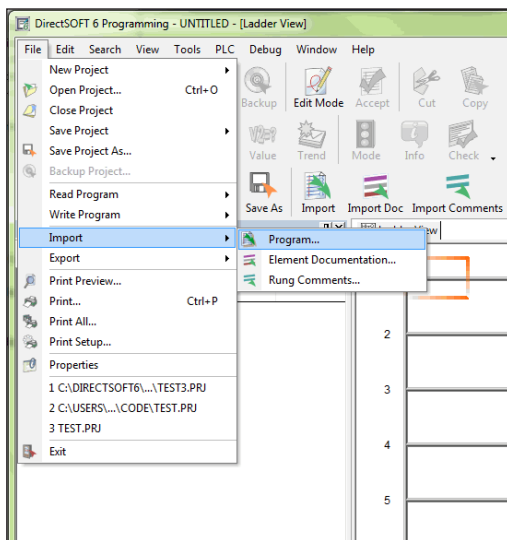 DirectSOFT 6 Programming - UNTITLED - [Ladder View]
File Edit Search View Tools PLC Debug Window Help
New Project
Open Project... Ctrl+O
Close Project
Save Project
Save Project As...
Backup Project...
Read Program
Write Program
Import
Export
Print Preview...
Print... Ctrl+P
Print All...
Print Setup...
Properties
1 C:\DIRECTSOFT6\...\TEST3.PRJ
2 C:\USERS\...\CODE\TEST.PRJ
3 TEST.PRJ
Exit
Backup Edit Mode Accept Cut Copy
Value Trend Mode Info Check
Save As Import Import Doc Import Comments
View
Program...
Element Documentation...
Rung Comments...
2
3
4
5